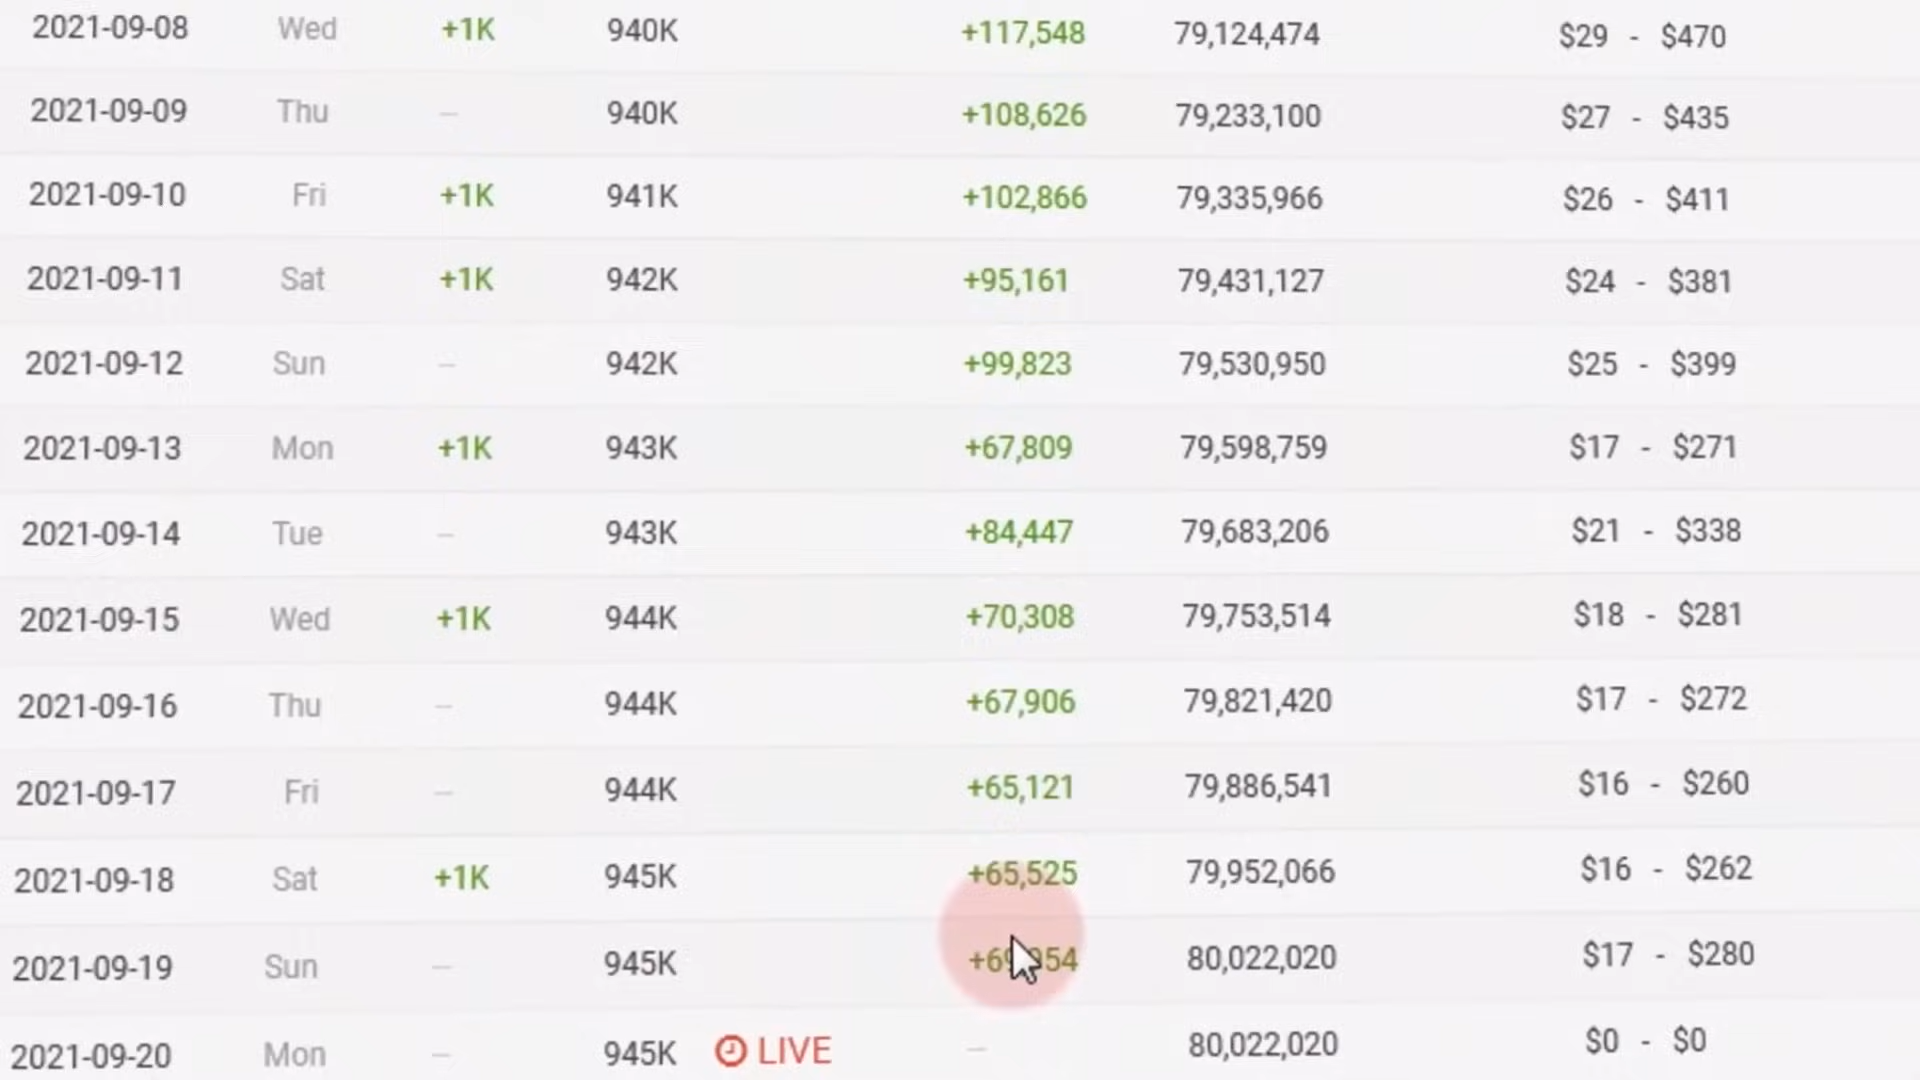 2021-09-08 Wed +1K 940K +117,548 79,124,474 $29 - $470
2021-09-09 Thu – 940K +108,626 79,233,100 $27 - $435
2021-09-10 Fri +1K 941K +102,866 79,335,966 $26 - $411
2021-09-11 Sat +1K 942K +95,161 79,431,127 $24 - $381
2021-09-12 Sun – 942K +99,823 79,530,950 $25 - $399
2021-09-13 Mon +1K 943K +67,809 79,598,759 $17 - $271
2021-09-14 Tue – 943K +84,447 79,683,206 $21 - $338
2021-09-15 Wed +1K 944K +70,308 79,753,514 $18 - $281
2021-09-16 Thu – 944K +67,906 79,821,420 $17 - $272
2021-09-17 Fri – 944K +65,121 79,886,541 $16 - $260
2021-09-18 Sat +1K 945K +65,525 79,952,066 $16 - $262
2021-09-19 Sun – 945K 80,022,020 $17 - $280
2021-09-20 Mon – 945K LIVE – 80,022,020 $0 - $0